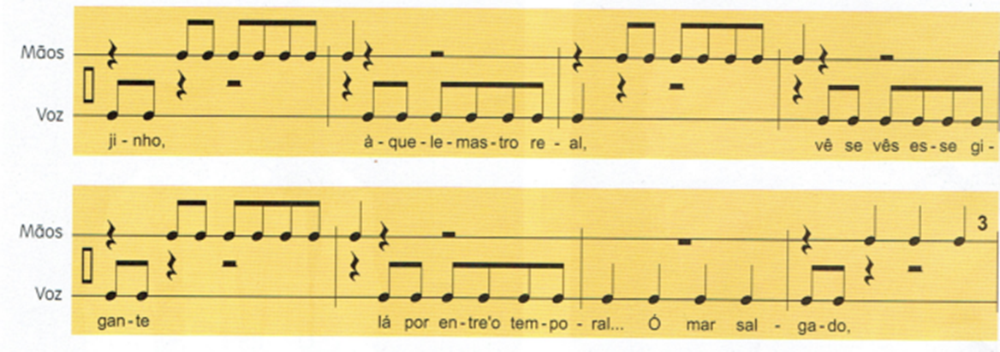 Mãos
Voz
ji - nho, à - que - le - mas - tro re - al, vê se vês es - se gi -
Mãos
3
Voz
gan - te lá por en - tre'o tem - po - ral... Ó mar sal - ga - do,